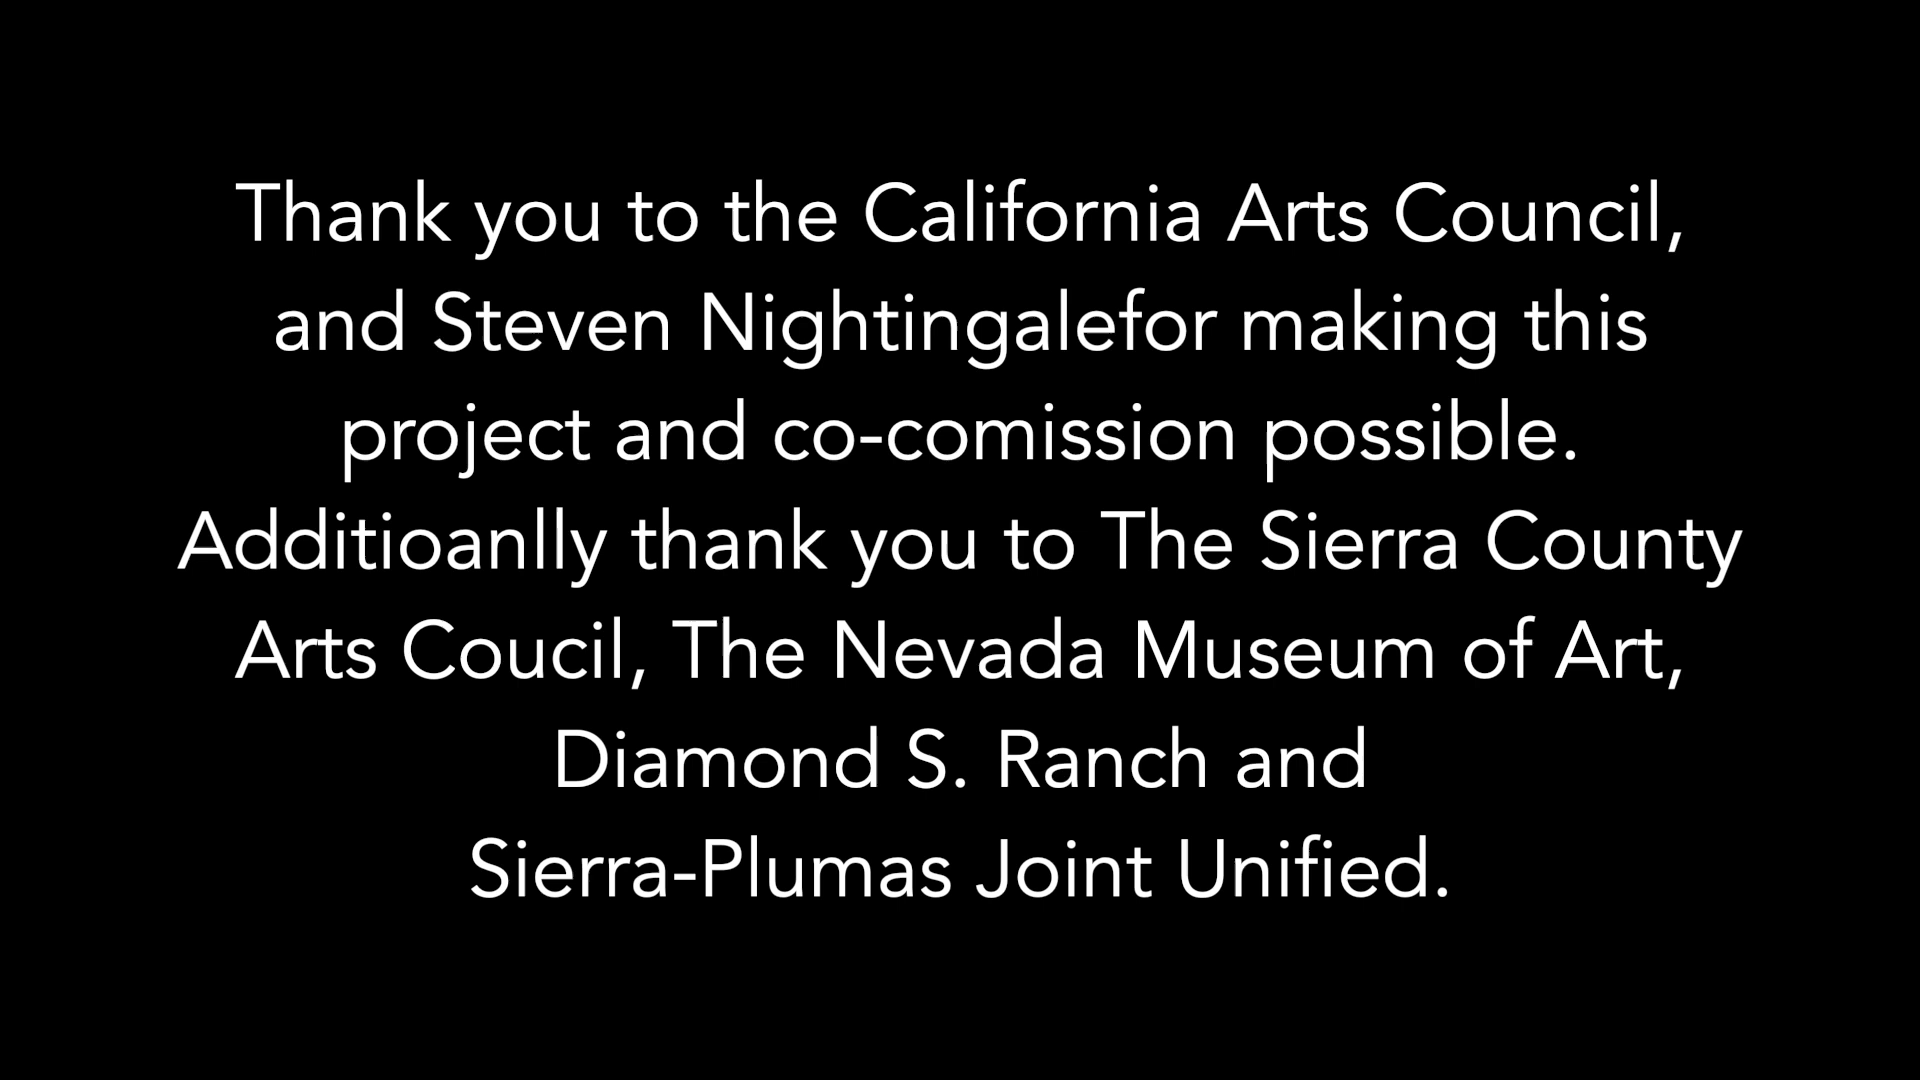 Thank you to the California Arts Council,
and Steven Nightingalefor making this
project and co-comission possible.
Additioanlly thank you to The Sierra County
Arts Coucil, The Nevada Museum of Art,
Diamond S. Ranch and
Sierra-Plumas Joint Unified.